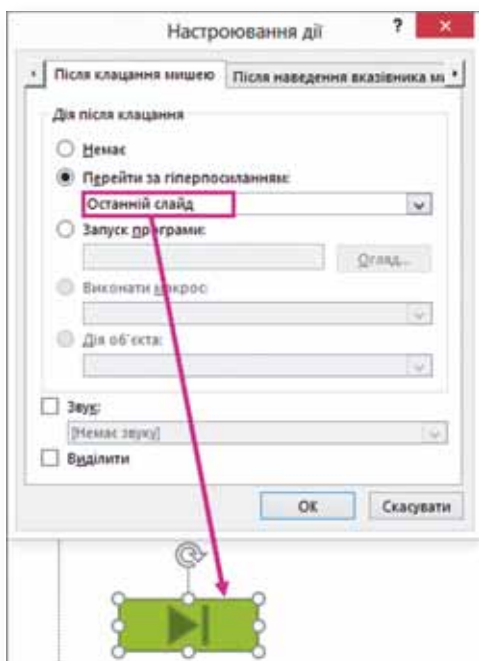 Настроювання дії
?
×
Після клацання мишею
Після наведення вказівника ми
Дія після клацання
Немає
Перейти за гіперпосиланням:
Останній слайд
Запуск програми:
Огляд...
Виконати макрос:
Дія об'єкта:
Звук:
[Немає звуку]
Виділити
ОК
Скасувати